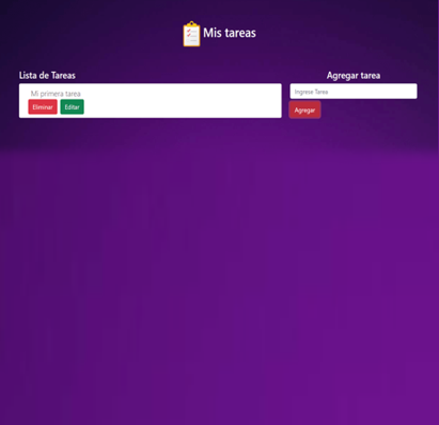 Mis tareas
Lista de Tareas
Mi primera tarea
Eliminar
Editar
Agregar tarea
Ingrese Tarea
Agregar